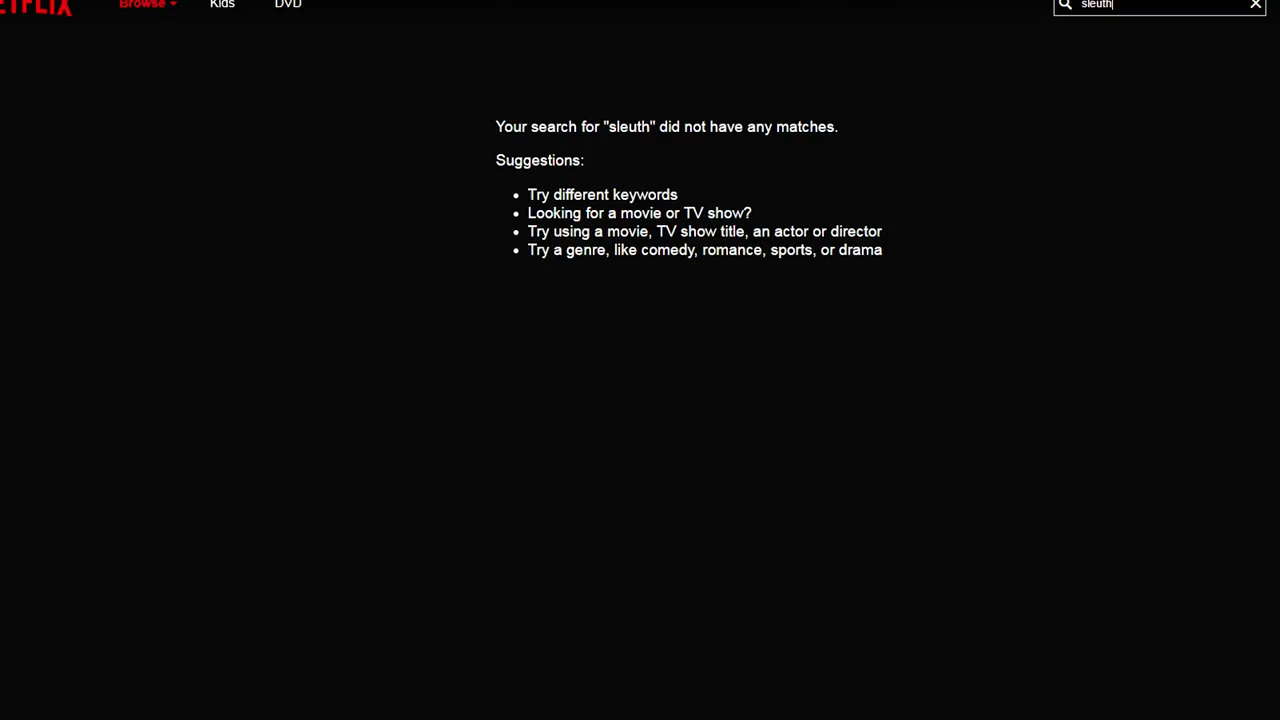 NETFLIX Browse Kids DVD sleuth
Your search for "sleuth" did not have any matches.
Suggestions:
Try different keywords
Looking for a movie or TV show?
Try using a movie, TV show title, an actor or director
Try a genre, like comedy, romance, sports, or drama